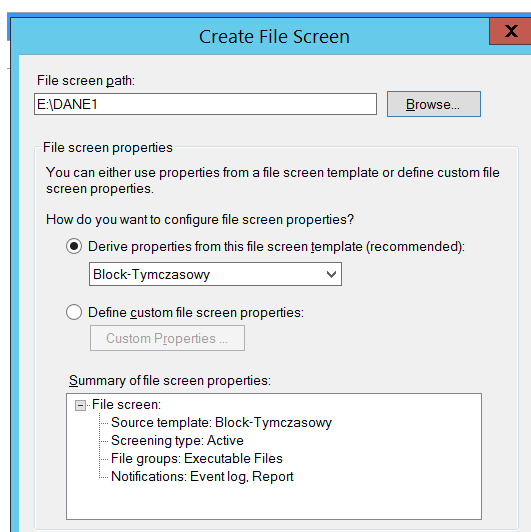 Create File Screen
X
File screen path:
E:\DANE1
Browse...
File screen properties
You can either use properties from a file screen template or define custom file
screen properties.
How do you want to configure file screen properties?
Derive properties from this file screen template (recommended):
Block-Tymczasowy
Define custom file screen properties:
Custom Properties ...
Summary of file screen properties:
File screen:
Source template: Block-Tymczasowy
Screening type: Active
File groups: Executable Files
Notifications: Event log, Report